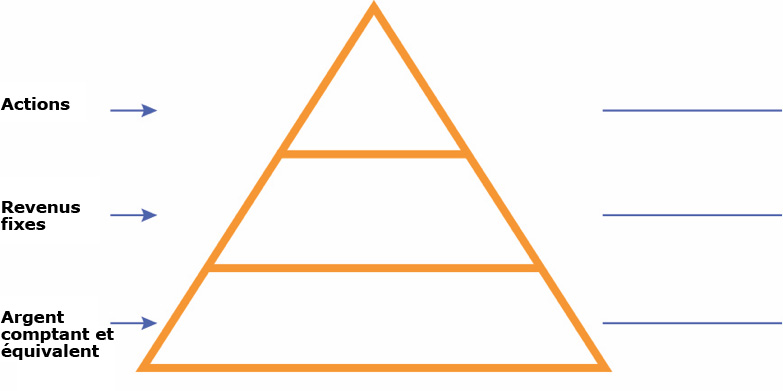 Actions
Revenus
fixes
Argent
comptant et
équivalent